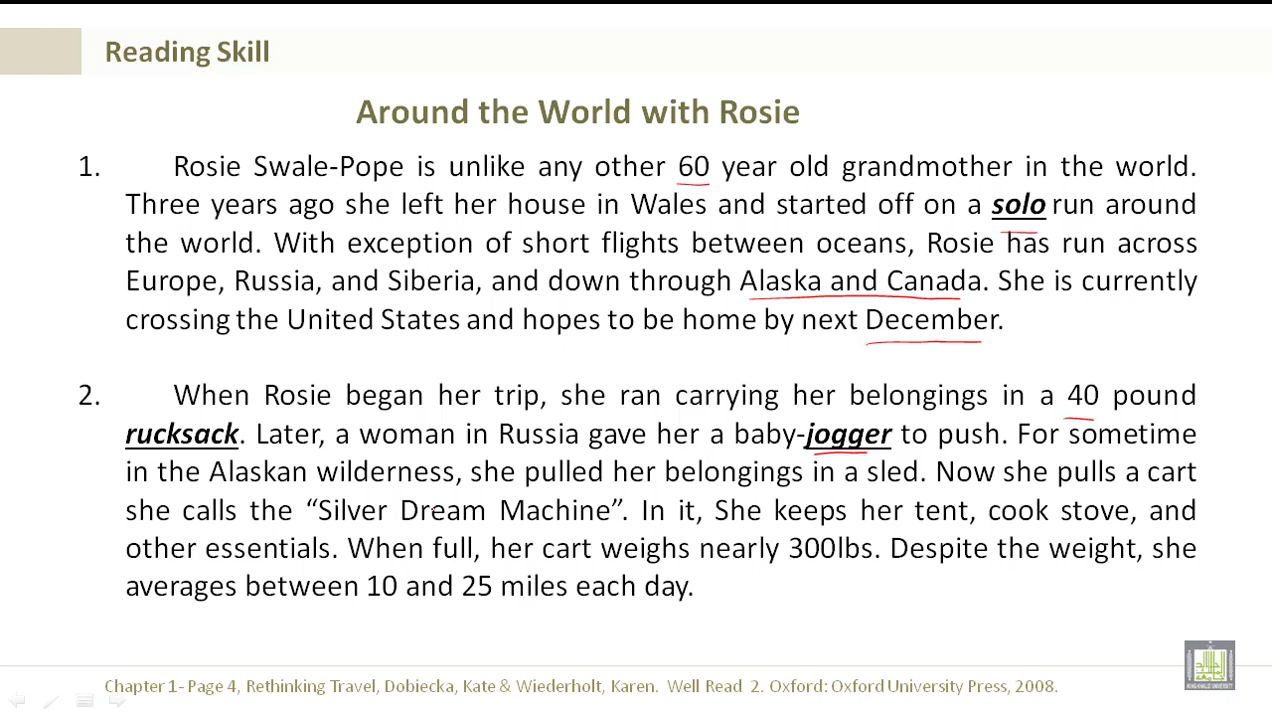 Reading Skill
Around the World with Rosie
1. Rosie Swale-Pope is unlike any other 60 year old grandmother in the world.
Three years ago she left her house in Wales and started off on a solo run around
the world. With exception of short flights between oceans, Rosie has run across
Europe, Russia, and Siberia, and down through Alaska and Canada. She is currently
crossing the United States and hopes to be home by next December.
2. When Rosie began her trip, she ran carrying her belongings in a 40 pound
rucksack. Later, a woman in Russia gave her a baby-jogger to push. For sometime
in the Alaskan wilderness, she pulled her belongings in a sled. Now she pulls a cart
she calls the “Silver Dream Machine”. In it, She keeps her tent, cook stove, and
other essentials. When full, her cart weighs nearly 300lbs. Despite the weight, she
averages between 10 and 25 miles each day.
Chapter 1- Page 4, Rethinking Travel, Dobiecka, Kate & Wiederholt, Karen. Well Read 2. Oxford: Oxford University Press, 2008.